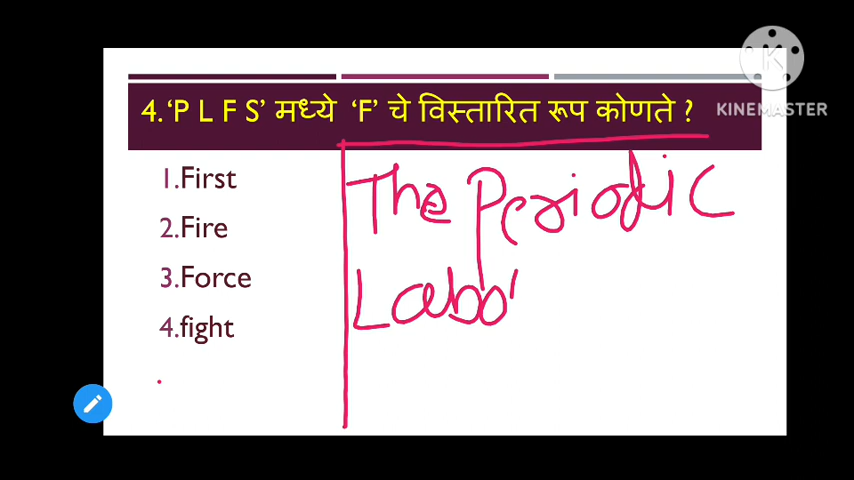 4.‘P L F S’ मध्ये ‘F’ चे विस्तारित रूप कोणते ?
KINEMASTER
1.First
2.Fire
3.Force
4.fight
The Periodic
Labo